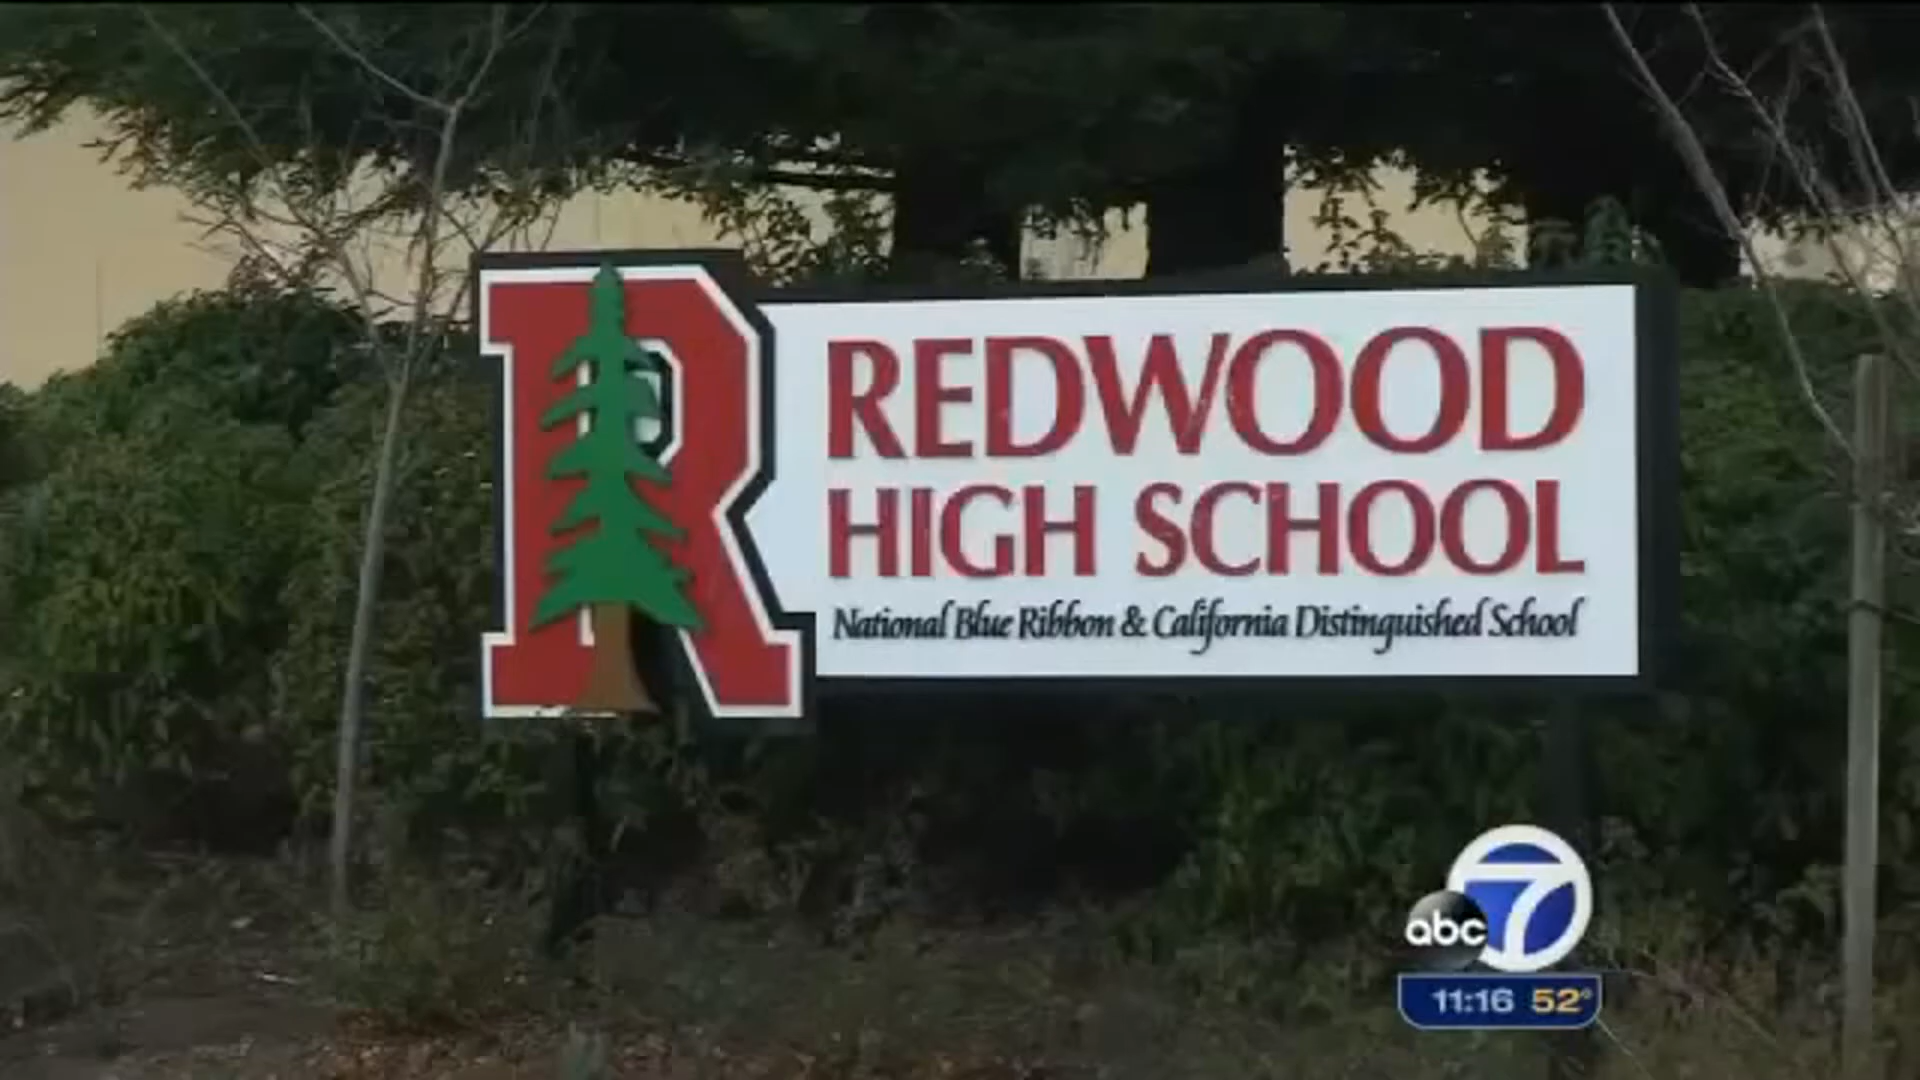 R
REDWOOD
HIGH SCHOOL
National Blue Ribbon & California Distinguished School
abc 7
11:16 52°